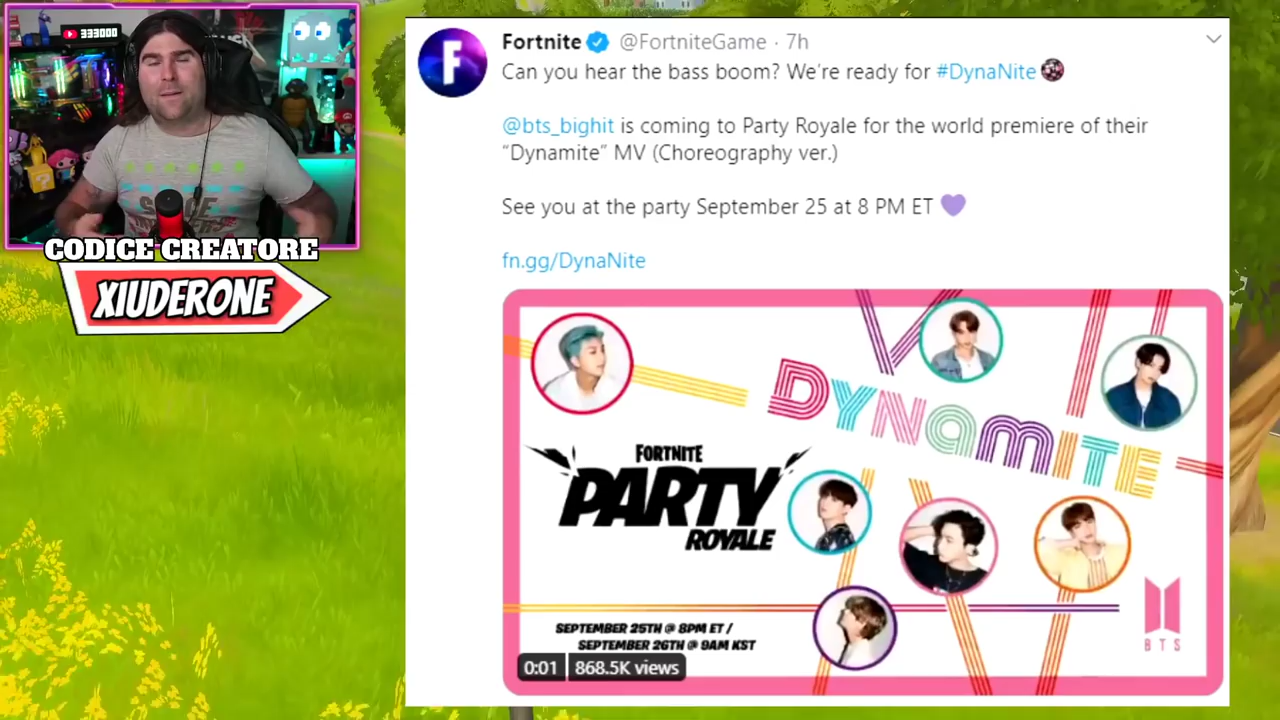 333000
CODICE CREATORE
XIUDERONE
Fortnite @FortniteGame · 7h
Can you hear the bass boom? We're ready for #DynaNite
@bts_bighit is coming to Party Royale for the world premiere of their
“Dynamite” MV (Choreography ver.)
See you at the party September 25 at 8 PM ET
fn.gg/DynaNite
DYNAMITE
FORTNITE
PARTY
ROYALE
SEPTEMBER 25TH @ 8PM ET /
SEPTEMBER 26TH @ 9AM KST
BTS
0:01 868.5K views